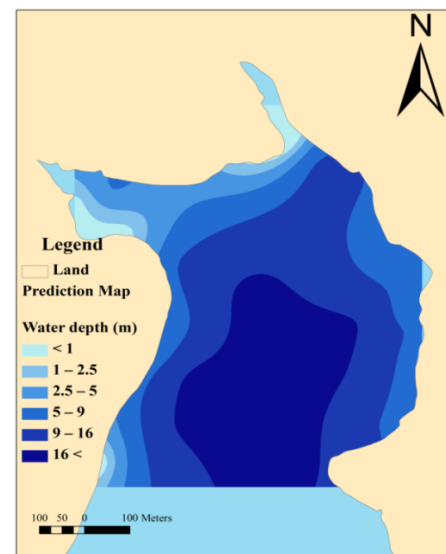 N
Legend
Land
Prediction Map
Water depth (m)
< 1
1 – 2.5
2.5 – 5
5 – 9
9 – 16
16 <
100 50 0 100 Meters